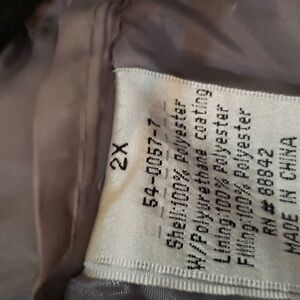 2X
54-0057-7
Shell:100% Polyester
W/Polyurethane coating
Lining:100% Polyester
Filling:100% Polyester
RN # 88842
MADE IN CHINA